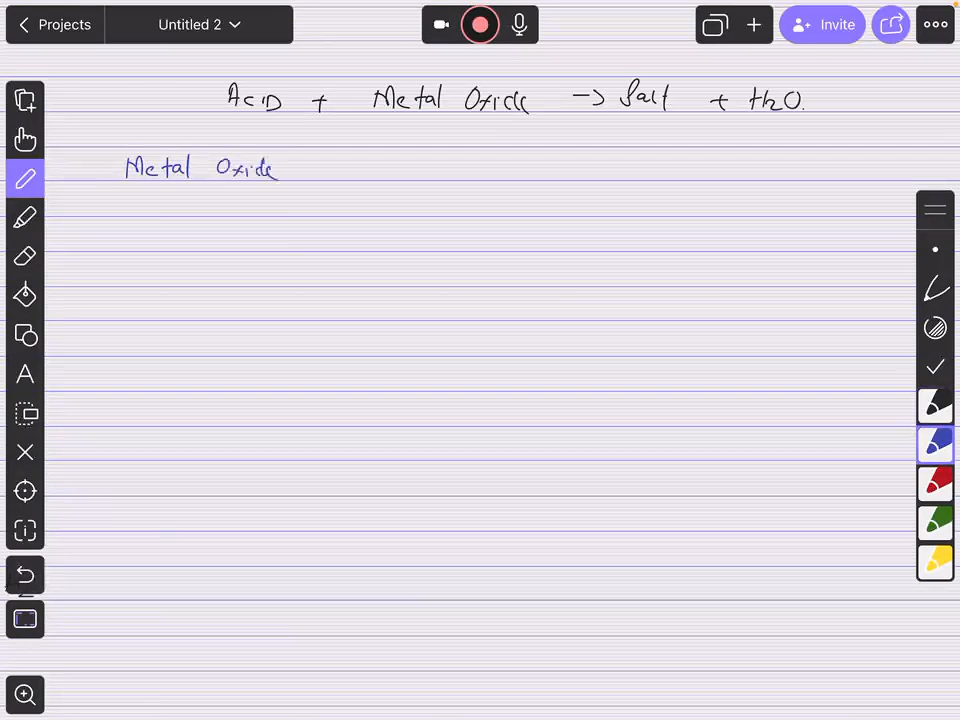 Projects
Untitled 2
Invite
Acid + Metal Oxide -> Salt + H2O.
Metal Oxide
A